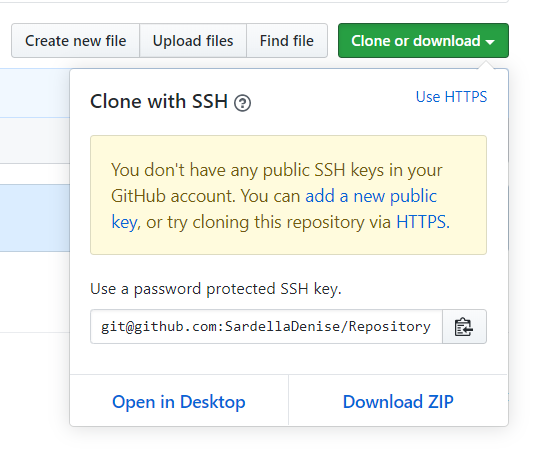 Create new file Upload files Find file Clone or download
Clone with SSH Use HTTPS
You don't have any public SSH keys in your
GitHub account. You can add a new public
key, or try cloning this repository via HTTPS.
Use a password protected SSH key.
git@github.com:SardellaDenise/Repository
Open in Desktop Download ZIP